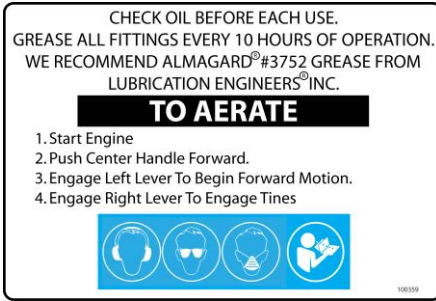 CHECK OIL BEFORE EACH USE.
GREASE ALL FITTINGS EVERY 10 HOURS OF OPERATION.
WE RECOMMEND ALMAGARD®#3752 GREASE FROM
LUBRICATION ENGINEERS®INC.
TO AERATE
1. Start Engine
2. Push Center Handle Forward.
3. Engage Left Lever To Begin Forward Motion.
4. Engage Right Lever To Engage Tines
100359